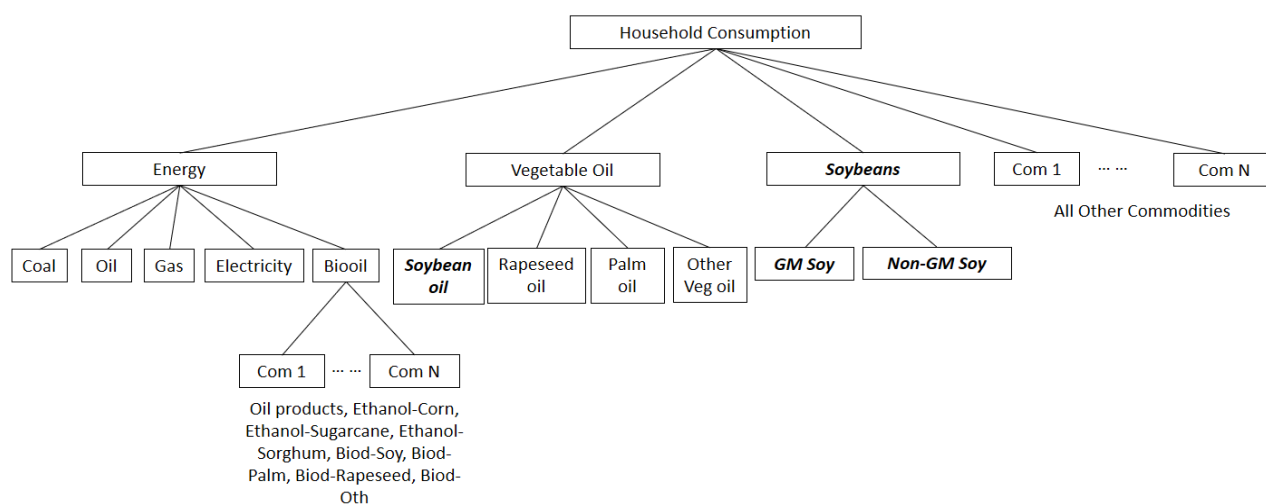 Household Consumption
Energy
Vegetable Oil
Soybeans
Com 1
... ...
Com N
All Other Commodities
Coal
Oil
Gas
Electricity
Biooil
Soybean
oil
Rapeseed
oil
Palm
oil
Other
Veg oil
GM Soy
Non-GM Soy
Com 1
... ...
Com N
Oil products, Ethanol-Corn,
Ethanol-Sugarcane, Ethanol-
Sorghum, Biod-Soy, Biod-
Palm, Biod-Rapeseed, Biod-
Oth